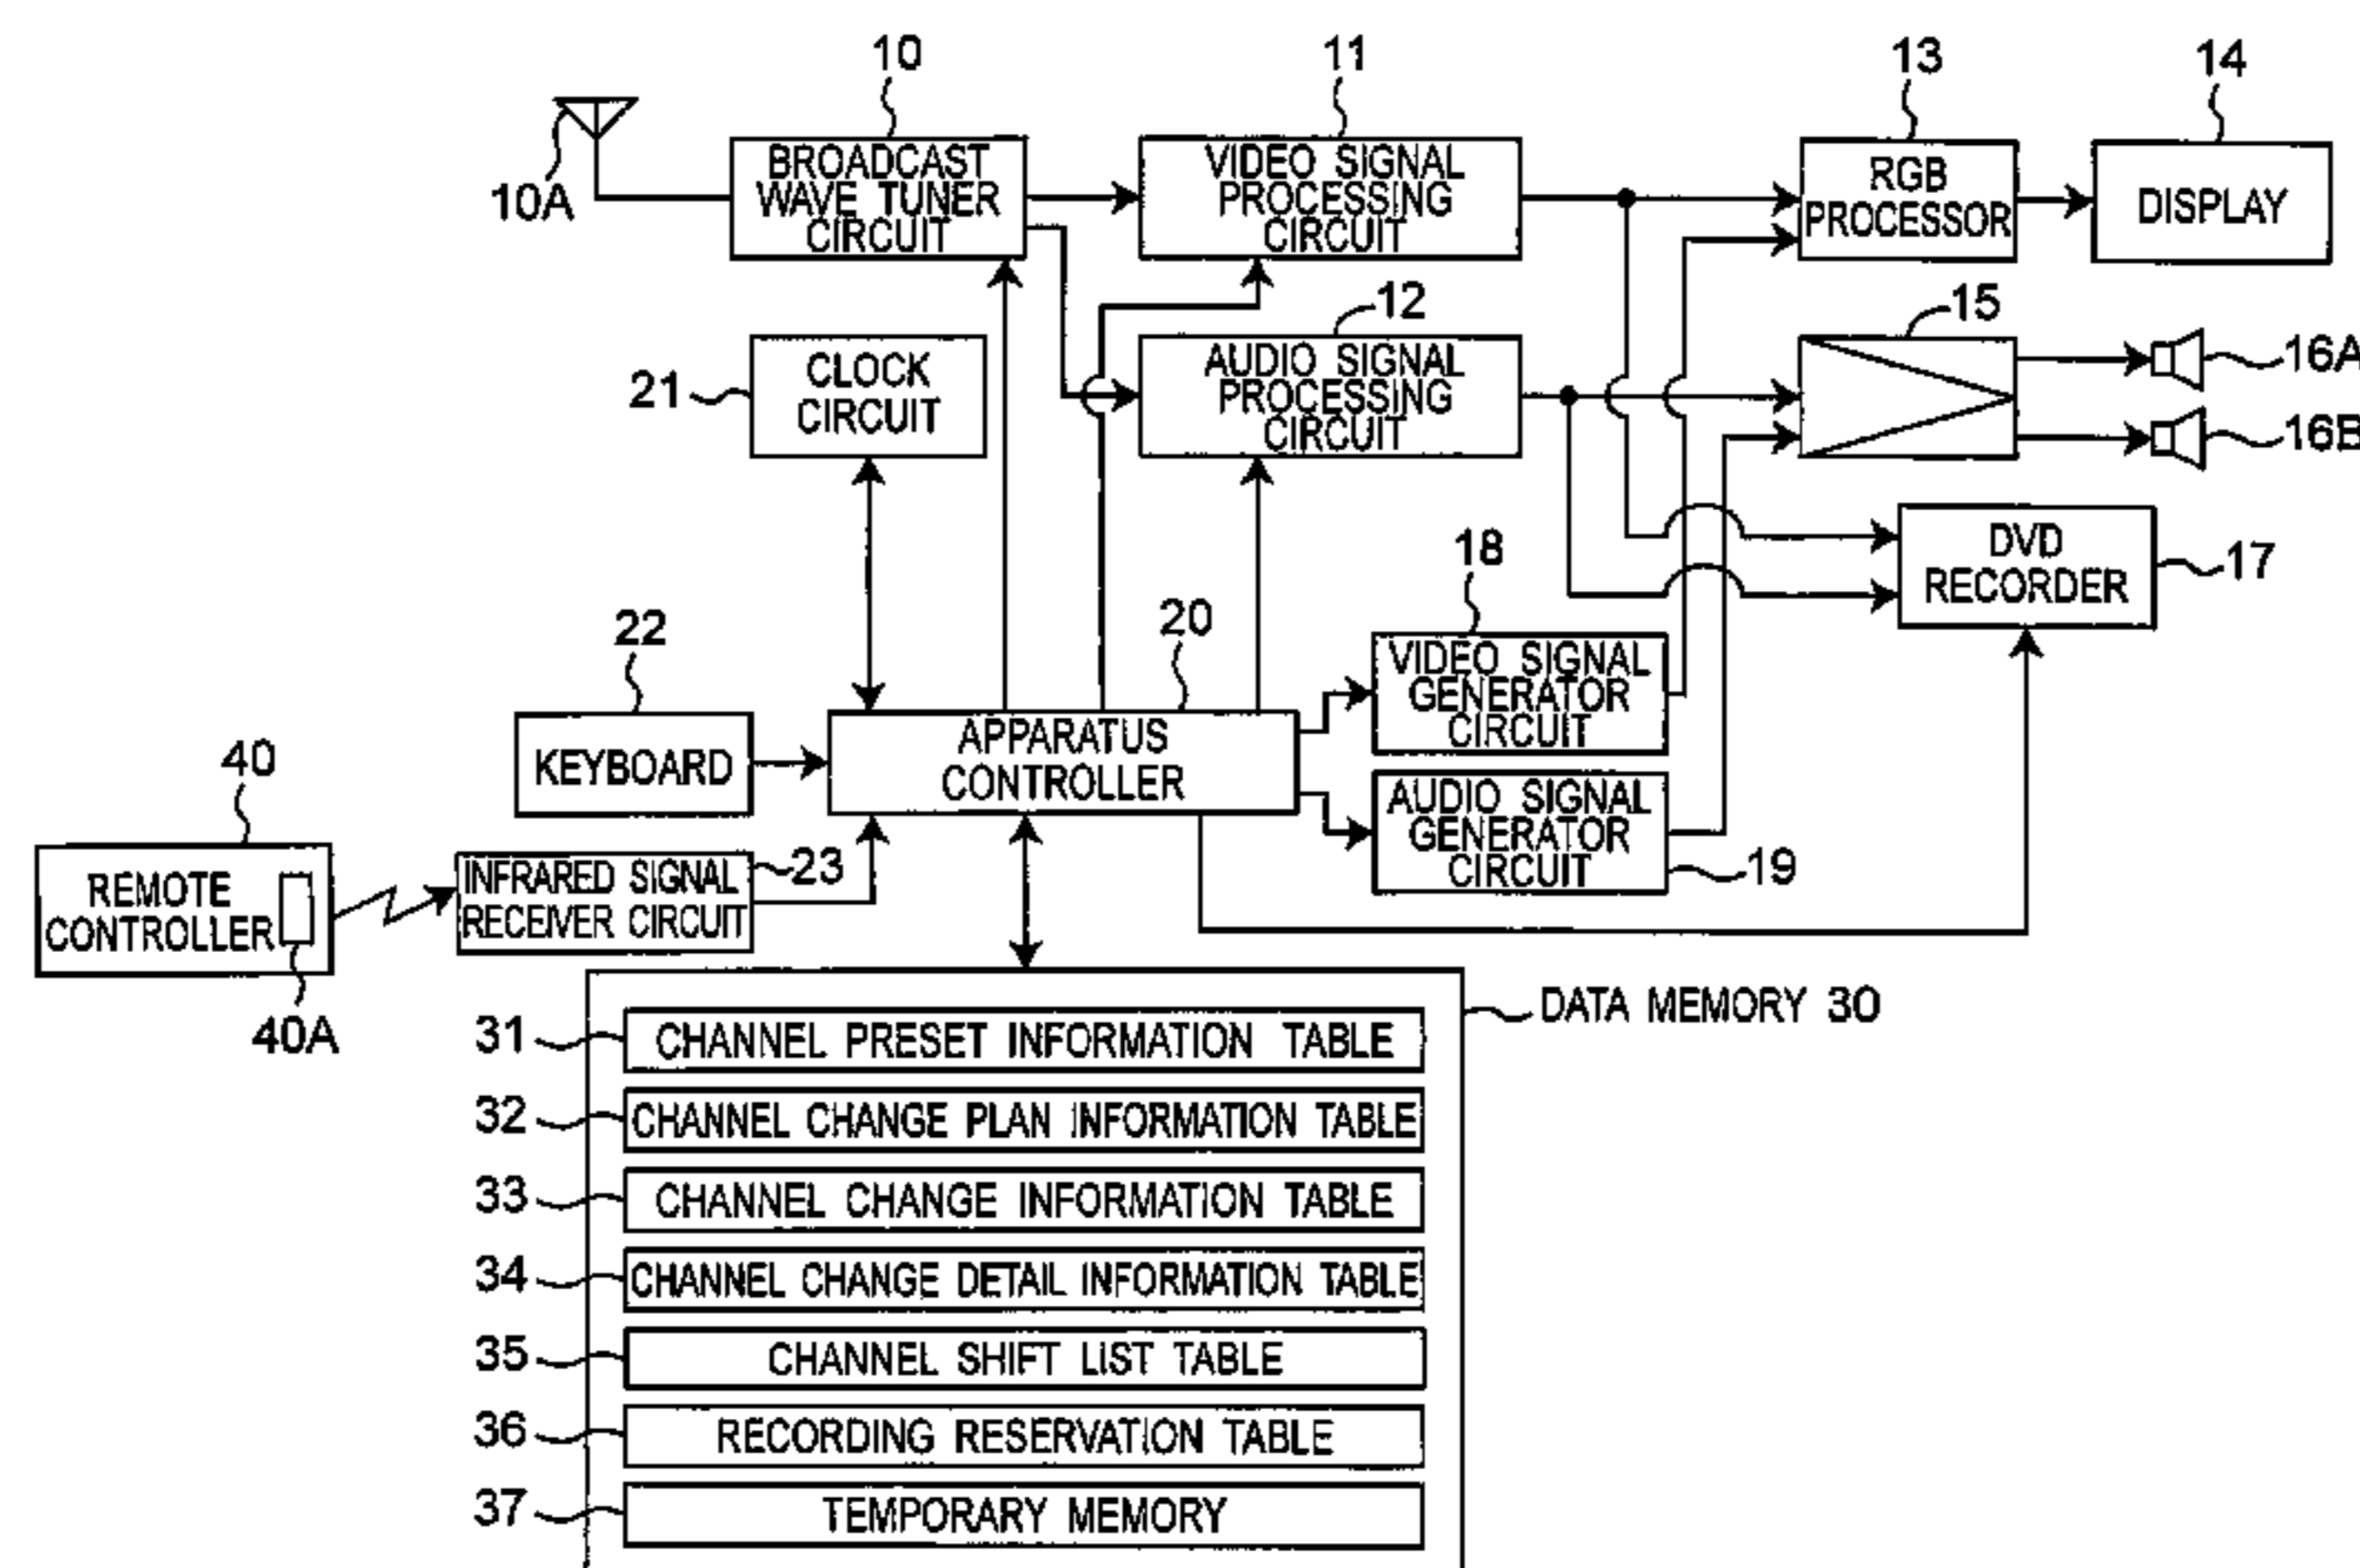 10
11
13
14
10A
BROADCAST
WAVE TUNER
CIRCUIT
VIDEO SIGNAL
PROCESSING
CIRCUIT
RGB
PROCESSOR
DISPLAY
12
15
21
CLOCK
CIRCUIT
AUDIO SIGNAL
PROCESSING
CIRCUIT
16A
16B
18
DVD
RECORDER
17
22
20
VIDEO SIGNAL
GENERATOR
CIRCUIT
KEYBOARD
APPARATUS
CONTROLLER
AUDIO SIGNAL
GENERATOR
CIRCUIT
19
40
REMOTE
CONTROLLER
40A
INFRARED SIGNAL
RECEIVER CIRCUIT
23
DATA MEMORY 30
31
CHANNEL PRESET INFORMATION TABLE
32
CHANNEL CHANGE PLAN INFORMATION TABLE
33
CHANNEL CHANGE INFORMATION TABLE
34
CHANNEL CHANGE DETAIL INFORMATION TABLE
35
CHANNEL SHIFT LIST TABLE
36
RECORDING RESERVATION TABLE
37
TEMPORARY MEMORY